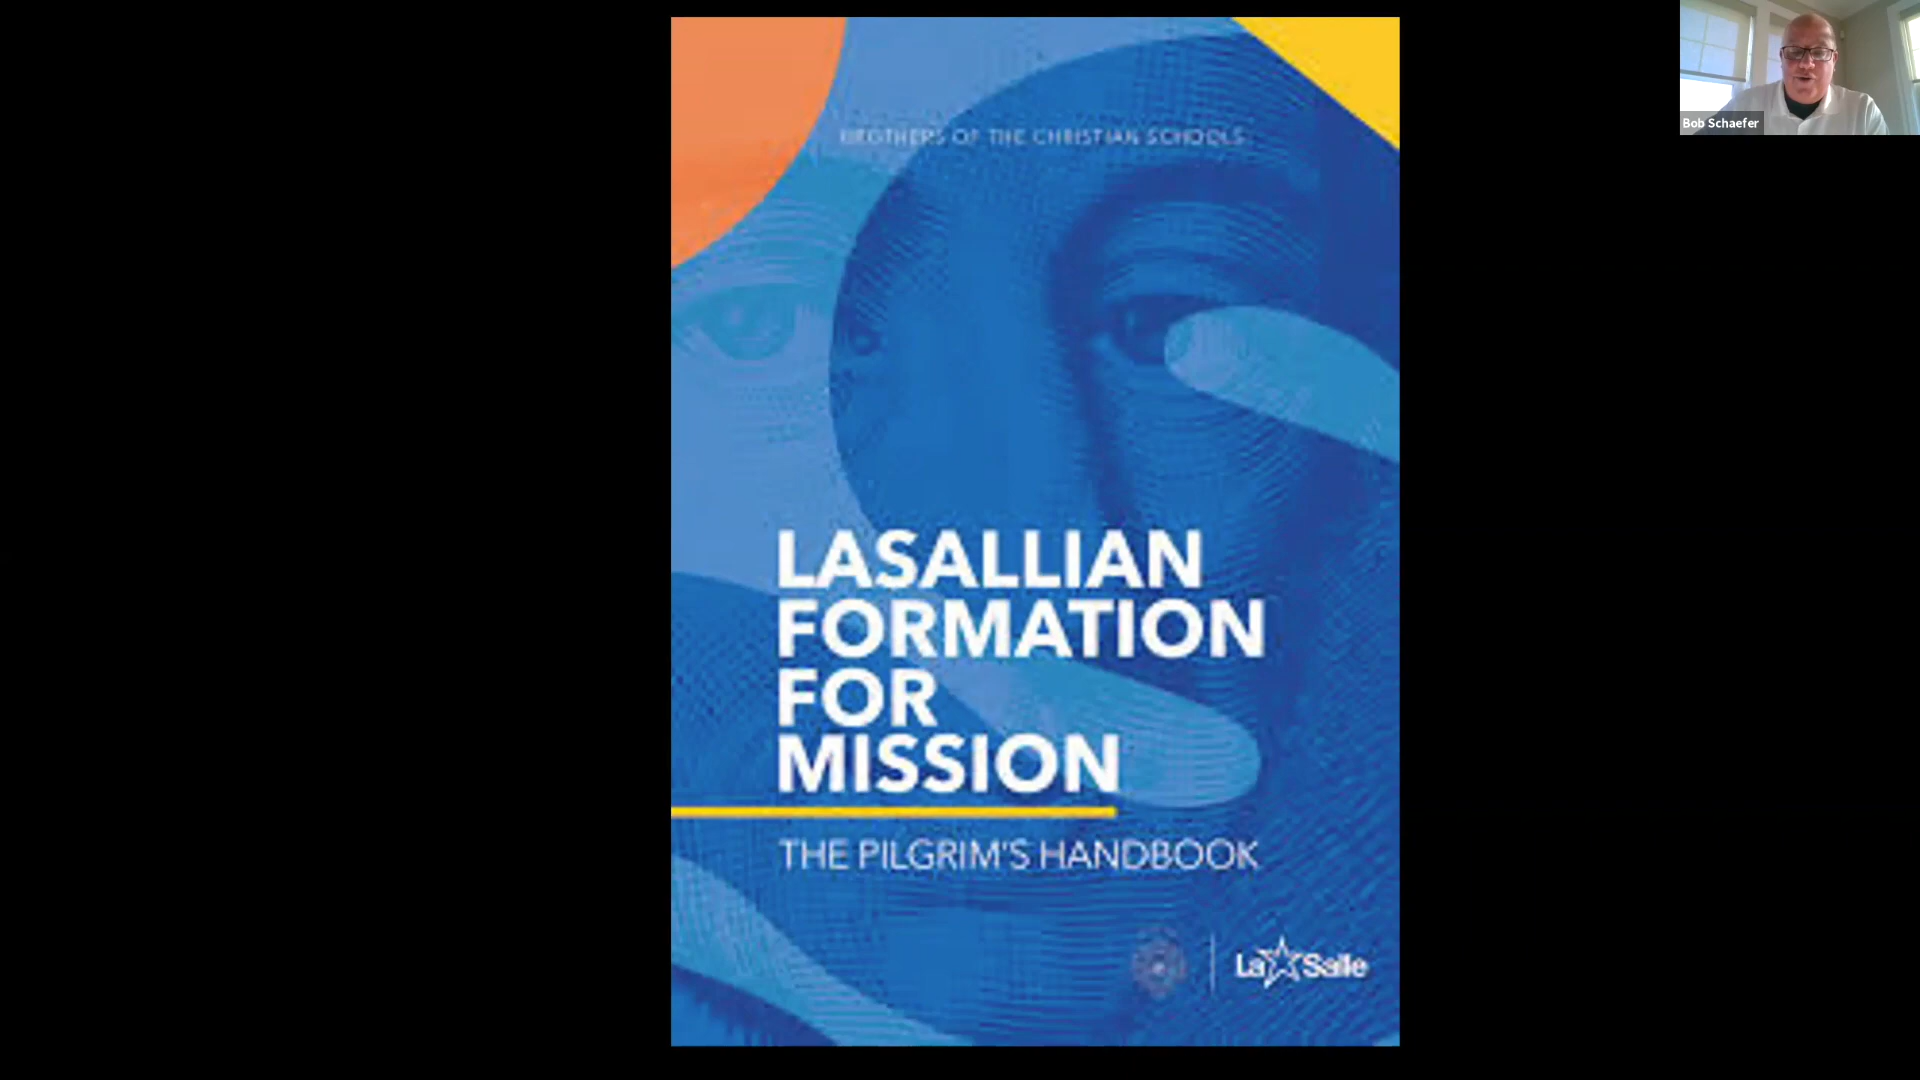 BROTHERS OF THE CHRISTIAN SCHOOLS
LASALLIAN
FORMATION
FOR
MISSION
THE PILGRIM'S HANDBOOK
La Salle
Bob Schaefer